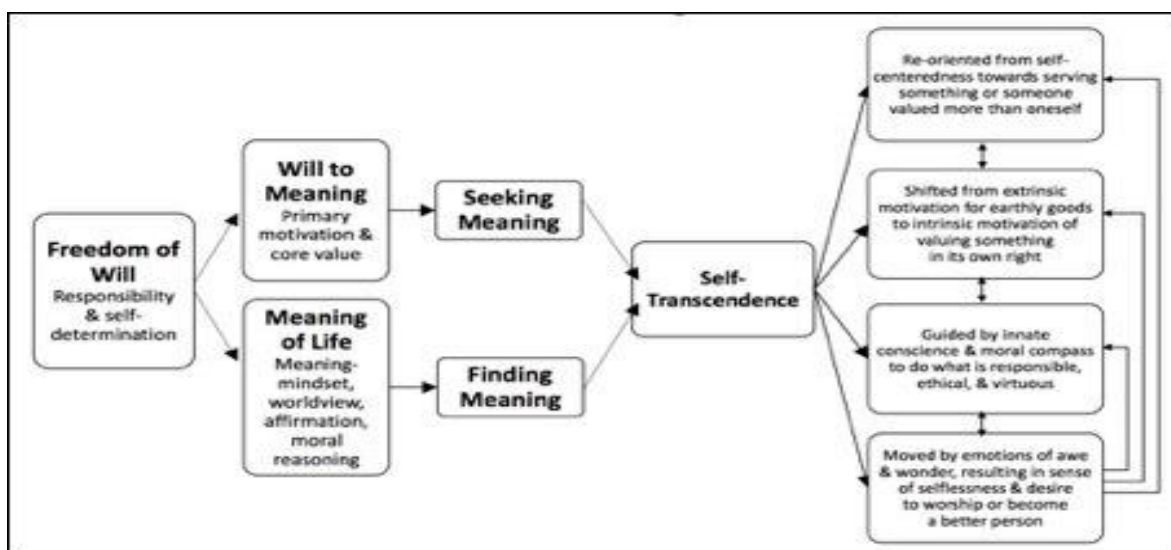 Freedom of
Will
Responsibility
& self-
determination
Will to
Meaning
Primary
motivation &
core value
Meaning
of Life
Meaning-
mindset,
worldview,
affirmation,
moral
reasoning
Seeking
Meaning
Finding
Meaning
Self-
Transcendence
Re-oriented from self-
centeredness towards serving
something or someone
valued more than oneself
Shifted from extrinsic
motivation for earthly goods
to intrinsic motivation of
valuing something
in its own right
Guided by innate
conscience & moral compass
to do what is responsible,
ethical, & virtuous
Moved by emotions of awe
& wonder, resulting in sense
of selflessness & desire
to worship or become
a better person